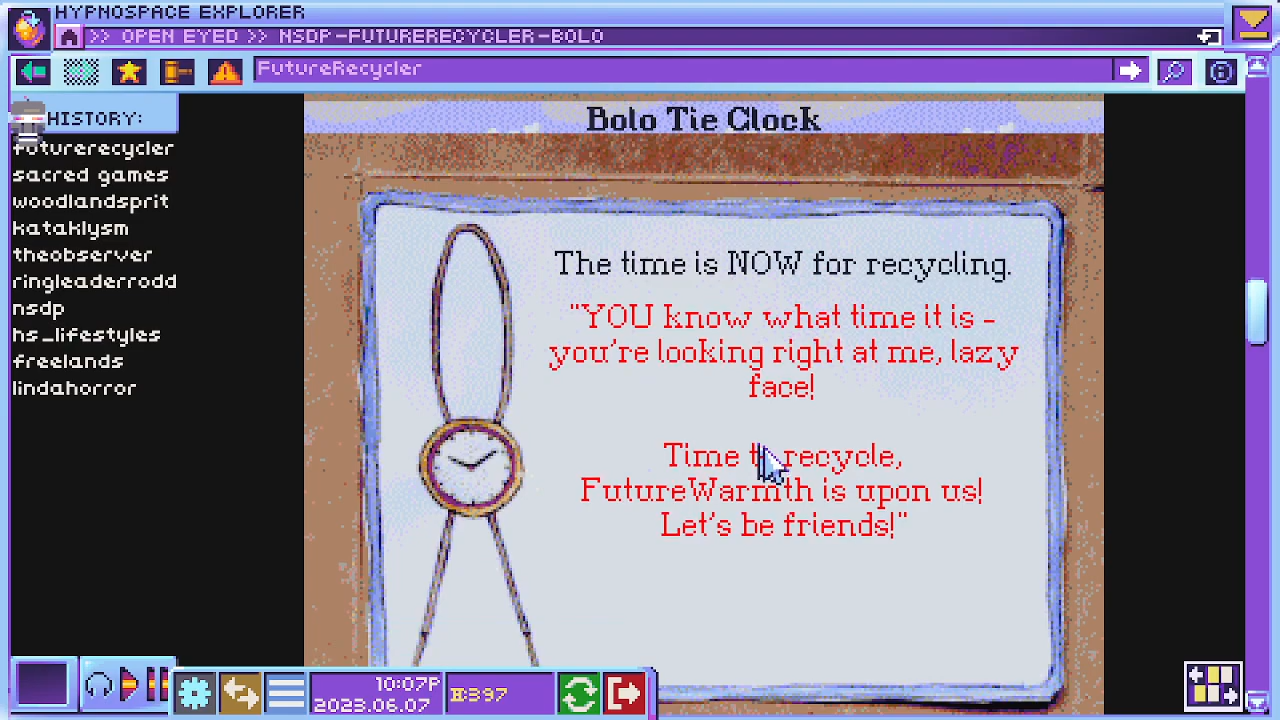 HYPNOSPACE EXPLORER
>> OPEN EYED >> NSDP-FUTURERECYCLER-BOLO
FutureRecycler
HISTORY:
futurerecycler
sacred games
woodlandsprit
kataklysm
theobserver
ringleaderrodd
nsdp
hs_lifestyles
freelands
lindahorror
Bolo Tie Clock
The time is NOW for recycling.
"YOU know what time it is -
you're looking right at me, lazy
face!
Time to recycle,
FutureWarmth is upon us!
Let's be friends!"
10:07P
2023.06.07
397